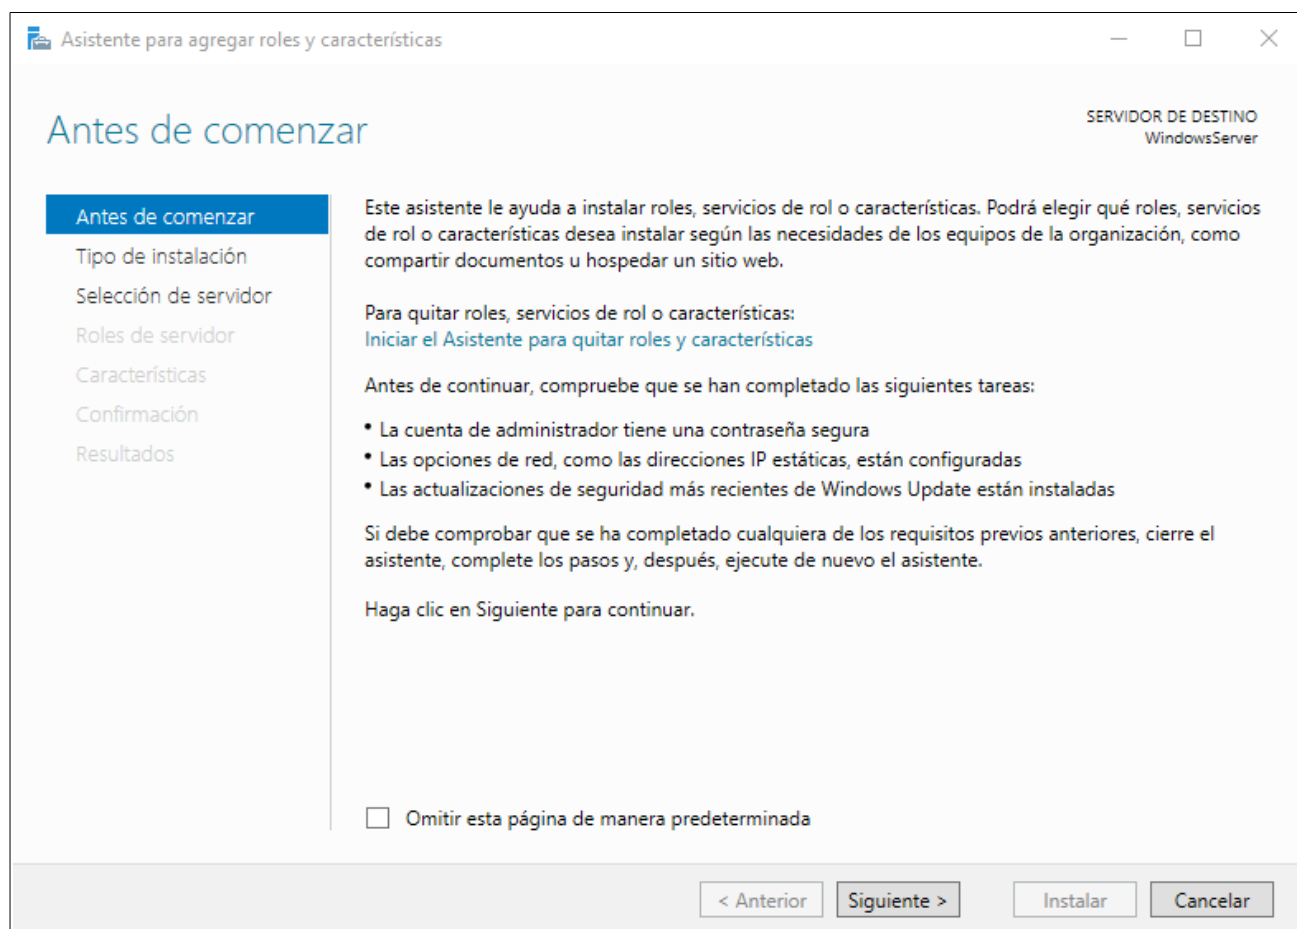 Asistente para agregar roles y características
Antes de comenzar
SERVIDOR DE DESTINO
WindowsServer
Antes de comenzar
Tipo de instalación
Selección de servidor
Roles de servidor
Características
Confirmación
Resultados
Este asistente le ayuda a instalar roles, servicios de rol o características. Podrá elegir qué roles, servicios
de rol o características desea instalar según las necesidades de los equipos de la organización, como
compartir documentos u hospedar un sitio web.
Para quitar roles, servicios de rol o características:
Iniciar el Asistente para quitar roles y características
Antes de continuar, compruebe que se han completado las siguientes tareas:
• La cuenta de administrador tiene una contraseña segura
• Las opciones de red, como las direcciones IP estáticas, están configuradas
• Las actualizaciones de seguridad más recientes de Windows Update están instaladas
Si debe comprobar que se ha completado cualquiera de los requisitos previos anteriores, cierre el
asistente, complete los pasos y, después, ejecute de nuevo el asistente.
Haga clic en Siguiente para continuar.
Omitir esta página de manera predeterminada
< Anterior
Siguiente >
Instalar
Cancelar